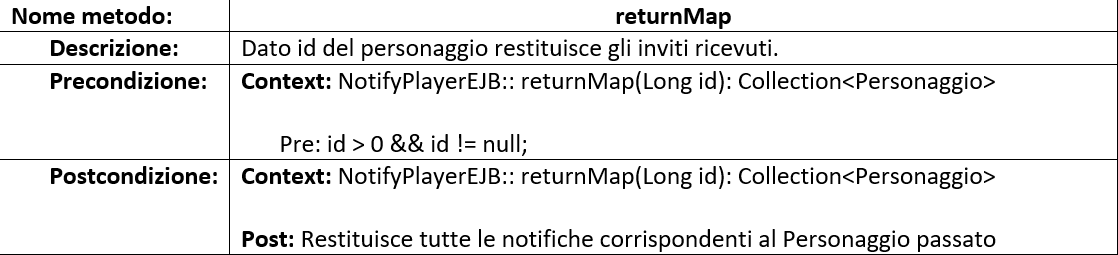 Nome metodo: returnMap
Descrizione: Dato id del personaggio restituisce gli inviti ricevuti.
Precondizione: Context: NotifyPlayerEJB:: returnMap(Long id): Collection<Personaggio>
Pre: id > 0 && id != null;
Postcondizione: Context: NotifyPlayerEJB:: returnMap(Long id): Collection<Personaggio>
Post: Restituisce tutte le notifiche corrispondenti al Personaggio passato